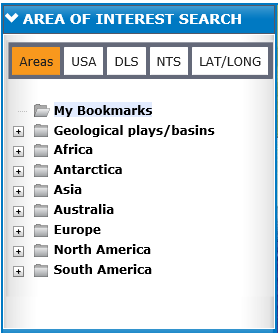 AREA OF INTEREST SEARCH
Areas USA DLS NTS LAT/LONG
My Bookmarks
Geological plays/basins
Africa
Antarctica
Asia
Australia
Europe
North America
South America